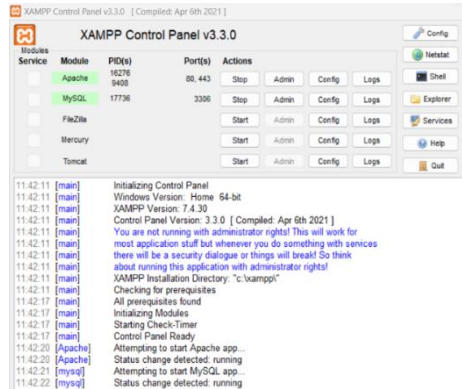 XAMPP Control Panel v3.3.0 [ Compiled: Apr 6th 2021 ]
XAMPP Control Panel v3.3.0
Config
Modules
Service Module PID(s) Port(s) Actions
Netstat
Apache 16276 9408 80, 443 Stop Admin Config Logs
Shell
MySQL 17736 3306 Stop Admin Config Logs
Explorer
FileZilla Start Admin Config Logs
Services
Mercury Start Admin Config Logs
Help
Tomcat Start Admin Config Logs
Quit
11:42:11 [main] Initializing Control Panel
11:42:11 [main] Windows Version: Home 64-bit
11:42:11 [main] XAMPP Version: 7.4.30
11:42:11 [main] Control Panel Version: 3.3.0 [ Compiled: Apr 6th 2021 ]
11:42:11 [main] You are not running with administrator rights! This will work for
11:42:11 [main] most application stuff but whenever you do something with services
11:42:11 [main] there will be a security dialogue or things will break! So think
11:42:11 [main] about running this application with administrator rights!
11:42:11 [main] XAMPP Installation Directory: "c:\xampp\"
11:42:11 [main] Checking for prerequisites
11:42:17 [main] All prerequisites found
11:42:17 [main] Initializing Modules
11:42:17 [main] Starting Check-Timer
11:42:17 [main] Control Panel Ready
11:42:20 [Apache] Attempting to start Apache app...
11:42:20 [Apache] Status change detected: running
11:42:21 [mysql] Attempting to start MySQL app...
11:42:22 [mysql] Status change detected: running